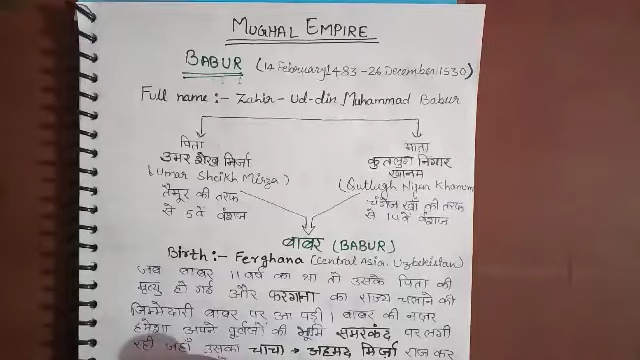 MUGHAL EMPIRE
BABUR (14 February 1483 - 26 December 1530)
Full name :- Zahir - Ud-din Muhammad Babur
पिता माता
उमर शेख मिर्जा कुतलुग निगार
खानम
(Umar Sheikh Mirza) (Qutlugh Nigar Khanum)
तैमूर की तरफ चंगेज खाँ की तरफ
से 5वें वंशज से 14वें वंशज
बाबर (BABUR)
Birth :- Ferghana (Central Asia, Uzbekistan)
जब बाबर 11 वर्ष का था तो उसके पिता की
मृत्यु हो गई और फरगना का राज्य चलाने की
जिम्मेदारी बाबर पर आ पड़ी। बाबर की नजर
हमेशा अपने पूर्वजों की भूमि समरकंद पर लगी
रही जहाँ उसका चाचा → अहमद मिर्जा राज कर